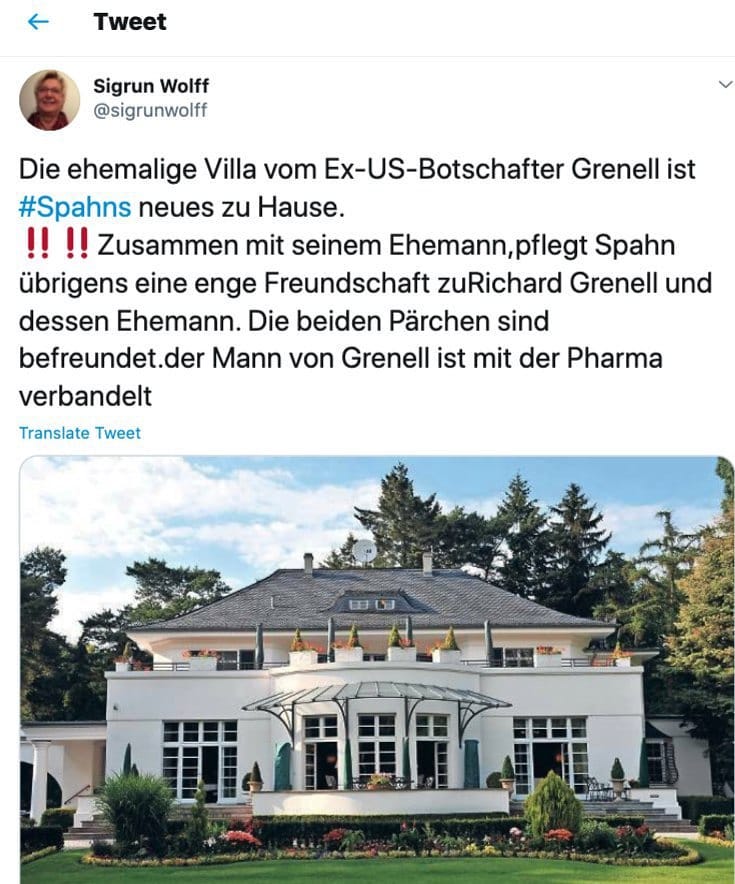 Tweet
Sigrun Wolff
@sigrunwolff
Die ehemalige Villa vom Ex-US-Botschafter Grenell ist
#Spahns neues zu Hause.
‼️ ‼️Zusammen mit seinem Ehemann,pflegt Spahn
übrigens eine enge Freundschaft zuRichard Grenell und
dessen Ehemann. Die beiden Pärchen sind
befreundet.der Mann von Grenell ist mit der Pharma
verbandelt
Translate Tweet